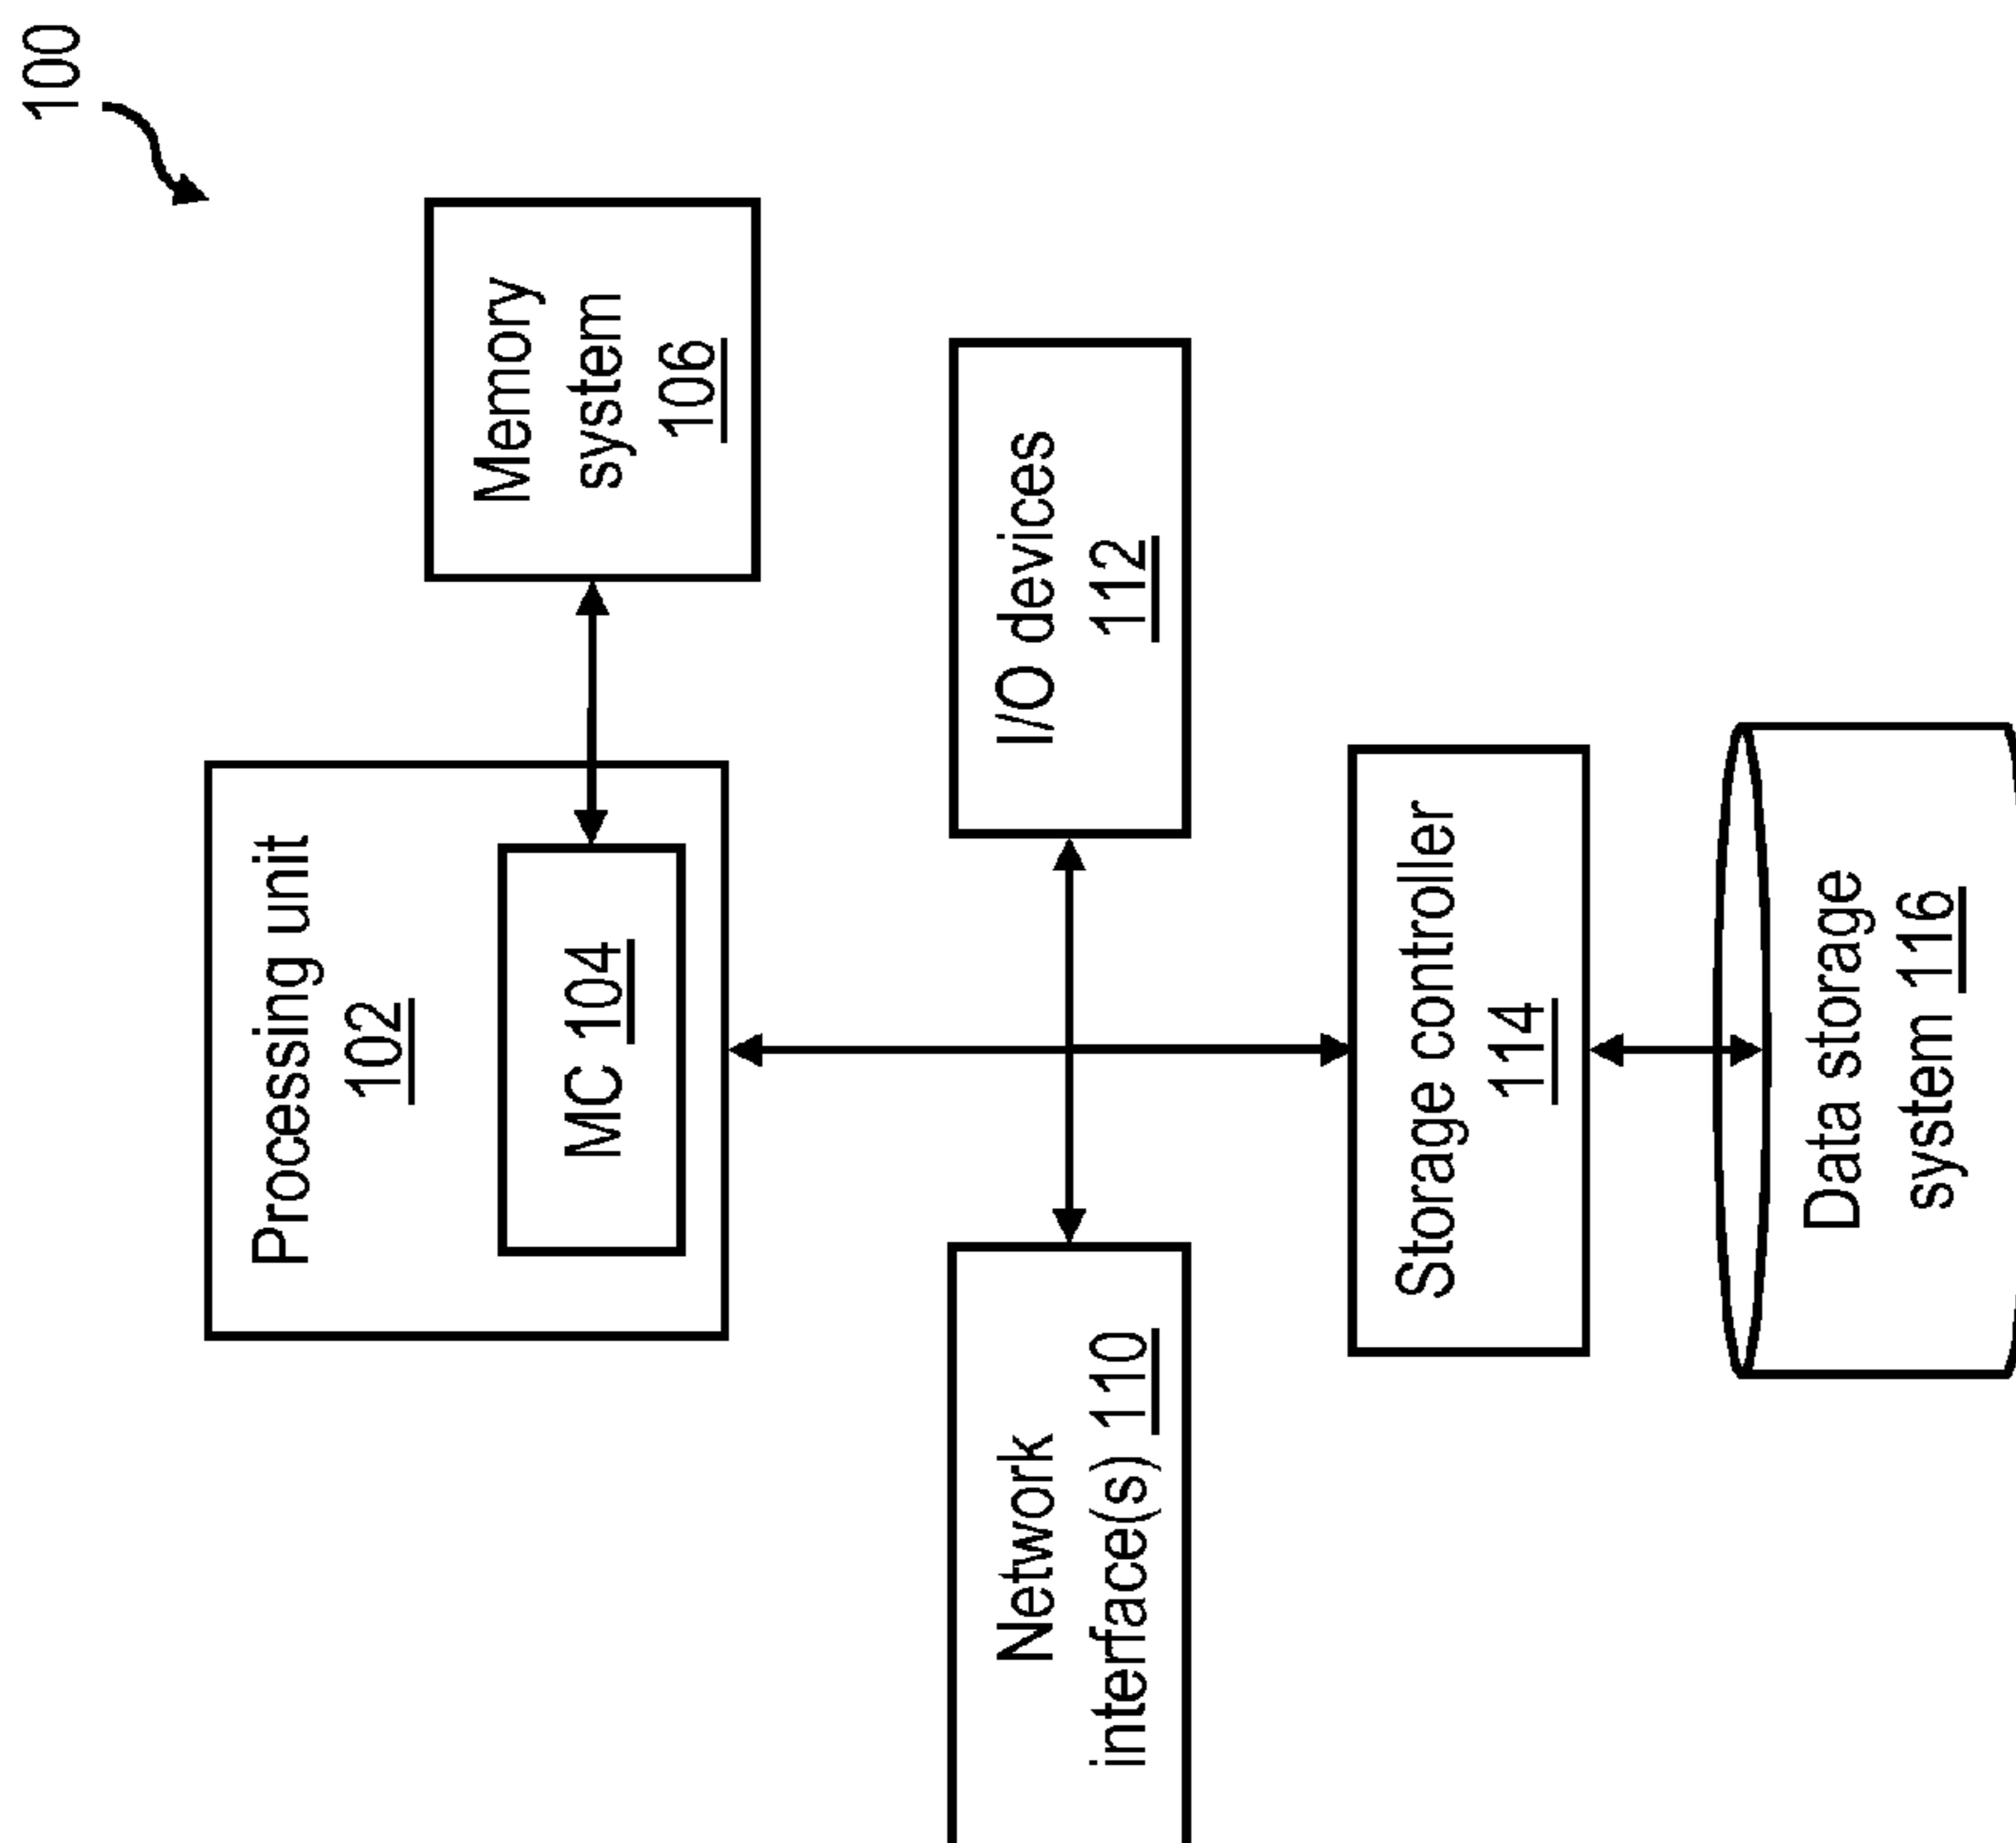 100
Processing unit
102
MC 104
Memory
system
106
Network
interface(s) 110
I/O devices
112
Storage controller
114
Data storage
system 116